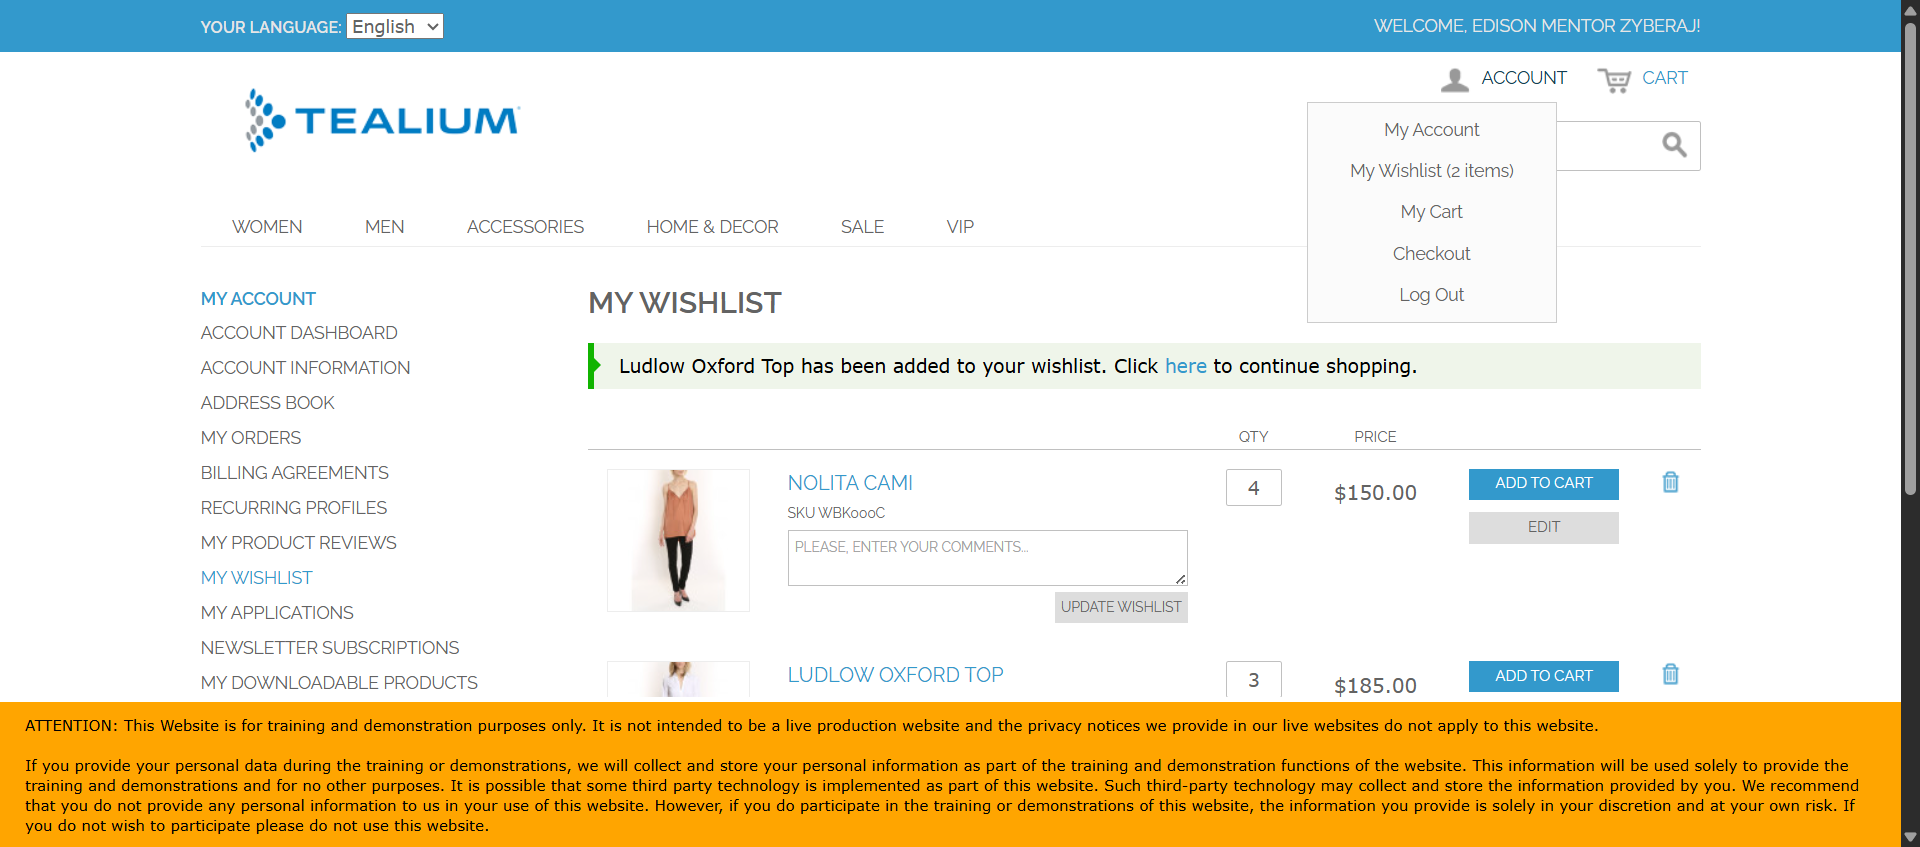 YOUR LANGUAGE: English
WELCOME, EDISON MENTOR ZYBERAJ!
ACCOUNT
CART
TEALIUM
My Account
My Wishlist (2 items)
My Cart
Checkout
Log Out
WOMEN MEN ACCESSORIES HOME & DECOR SALE VIP
MY ACCOUNT
ACCOUNT DASHBOARD
ACCOUNT INFORMATION
ADDRESS BOOK
MY ORDERS
BILLING AGREEMENTS
RECURRING PROFILES
MY PRODUCT REVIEWS
MY WISHLIST
MY APPLICATIONS
NEWSLETTER SUBSCRIPTIONS
MY DOWNLOADABLE PRODUCTS
MY WISHLIST
Ludlow Oxford Top has been added to your wishlist. Click here to continue shopping.
QTY PRICE
NOLITA CAMI
SKU WBK000C
PLEASE, ENTER YOUR COMMENTS...
UPDATE WISHLIST
4
$150.00
ADD TO CART
EDIT
LUDLOW OXFORD TOP
3
$185.00
ADD TO CART
ATTENTION: This Website is for training and demonstration purposes only. It is not intended to be a live production website and the privacy notices we provide in our live websites do not apply to this website.
If you provide your personal data during the training or demonstrations, we will collect and store your personal information as part of the training and demonstration functions of the website. This information will be used solely to provide the
training and demonstrations and for no other purposes. It is possible that some third party technology is implemented as part of this website. Such third-party technology may collect and store the information provided by you. We recommend
that you do not provide any personal information to us in your use of this website. However, if you do participate in the training or demonstrations of this website, the information you provide is solely in your discretion and at your own risk. If
you do not wish to participate please do not use this website.